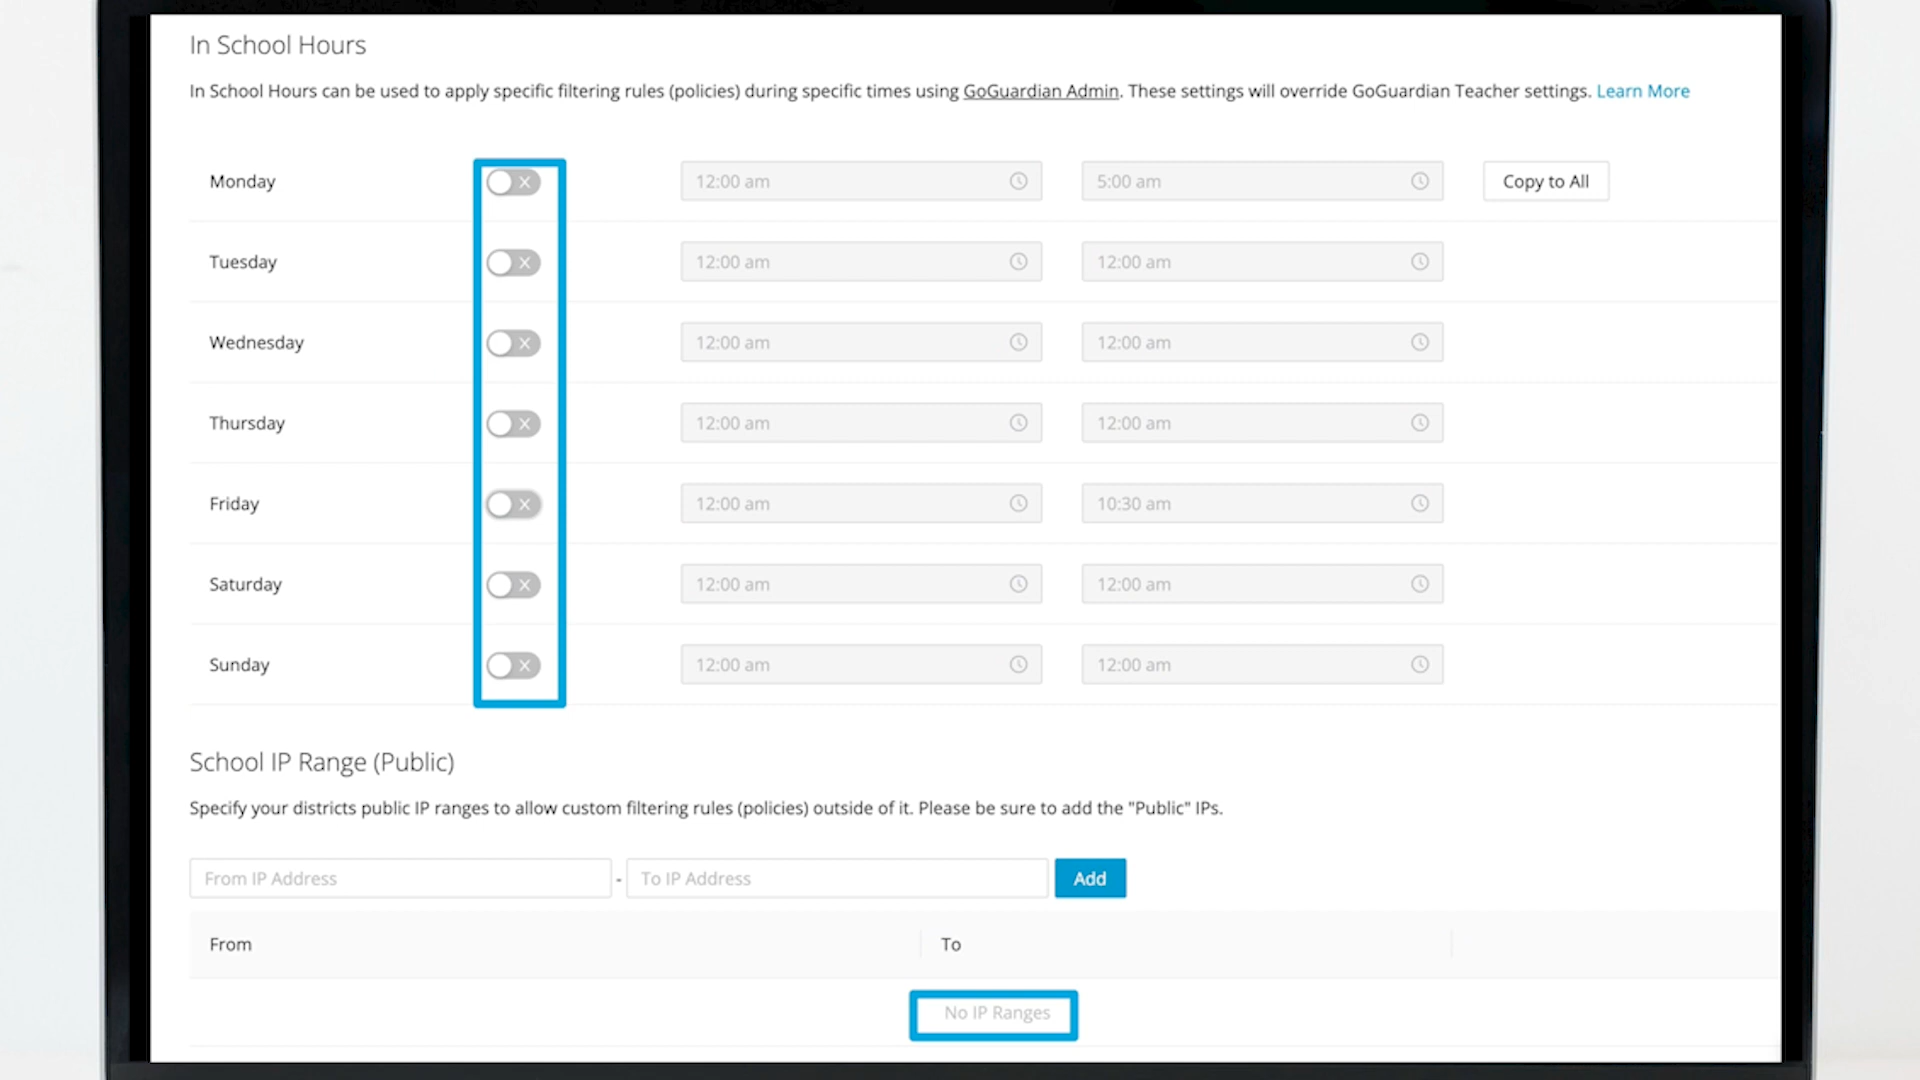 In School Hours
In School Hours can be used to apply specific filtering rules (policies) during specific times using GoGuardian Admin. These settings will override GoGuardian Teacher settings. Learn More
Monday 12:00 am 5:00 am Copy to All
Tuesday 12:00 am 12:00 am
Wednesday 12:00 am 12:00 am
Thursday 12:00 am 12:00 am
Friday 12:00 am 10:30 am
Saturday 12:00 am 12:00 am
Sunday 12:00 am 12:00 am
School IP Range (Public)
Specify your districts public IP ranges to allow custom filtering rules (policies) outside of it. Please be sure to add the "Public" IPs.
From IP Address - To IP Address Add
From To
No IP Ranges